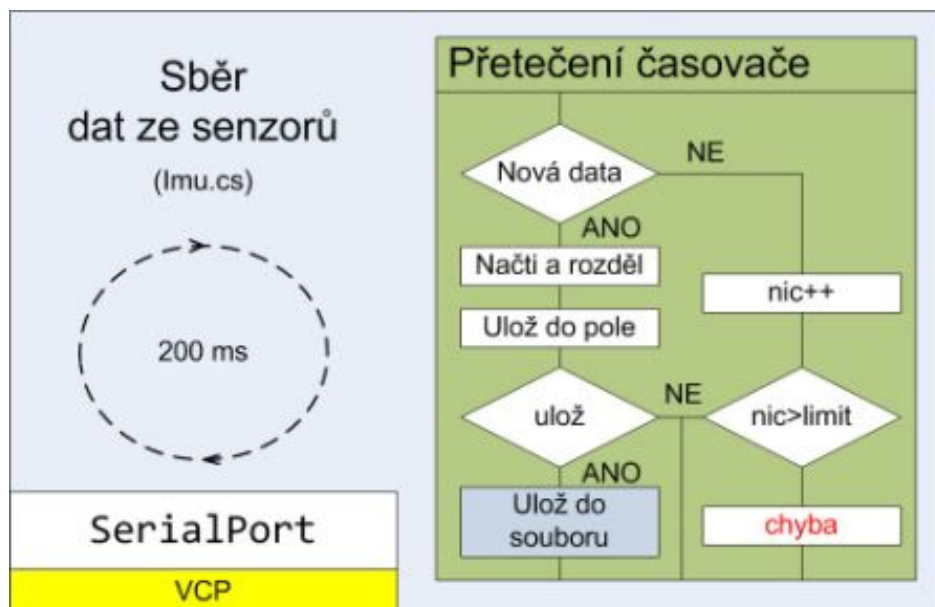 Sběr
dat ze senzorů
(Imu.cs)
200 ms
SerialPort
VCP
Přetečení časovače
Nová data
NE
ANO
Načti a rozděl
nic++
Ulož do pole
NE
ulož
nic>limit
ANO
Ulož do
souboru
chyba